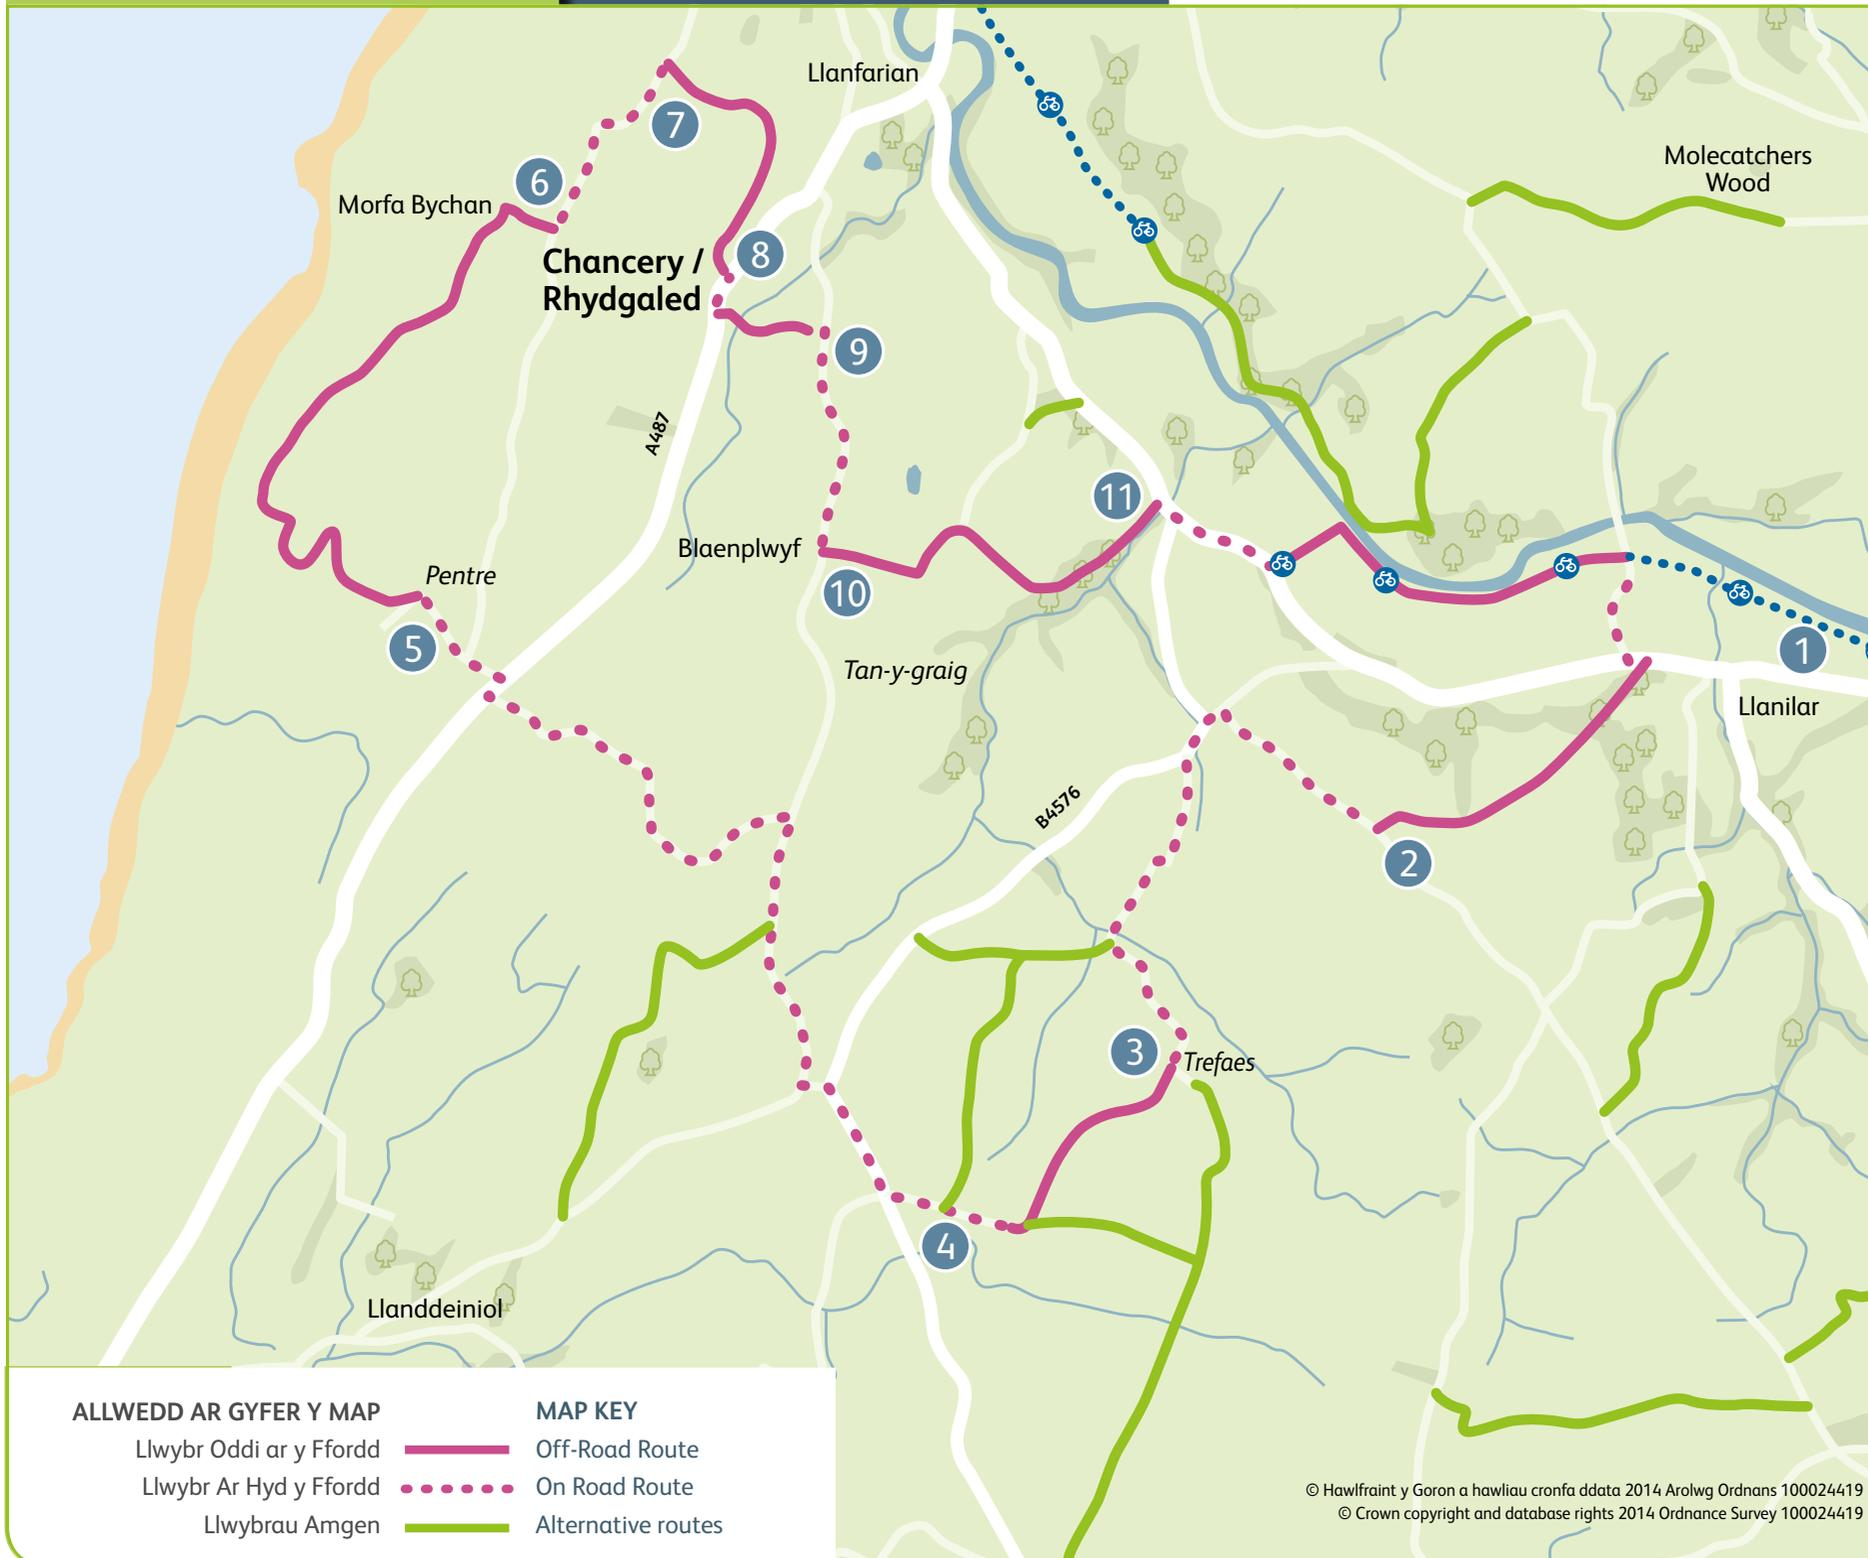 Llanfarian
7
Molecatchers
Wood
6
Morfa Bychan
8
Chancery /
Rhydgaled
9
A487
11
Blaenplwyf
10
Pentre
5
Tan-y-graig
1
Llanilar
B4576
2
3
Trefaes
4
Llanddeiniol
ALLWEDD AR GYFER Y MAP
Llwybr Oddi ar y Ffordd
Llwybr Ar Hyd y Ffordd
Llwybrau Amgen
MAP KEY
Off-Road Route
On Road Route
Alternative routes
© Hawlfraint y Goron a hawliau cronfa ddata 2014 Arolwg Ordnans 100024419
© Crown copyright and database rights 2014 Ordnance Survey 100024419